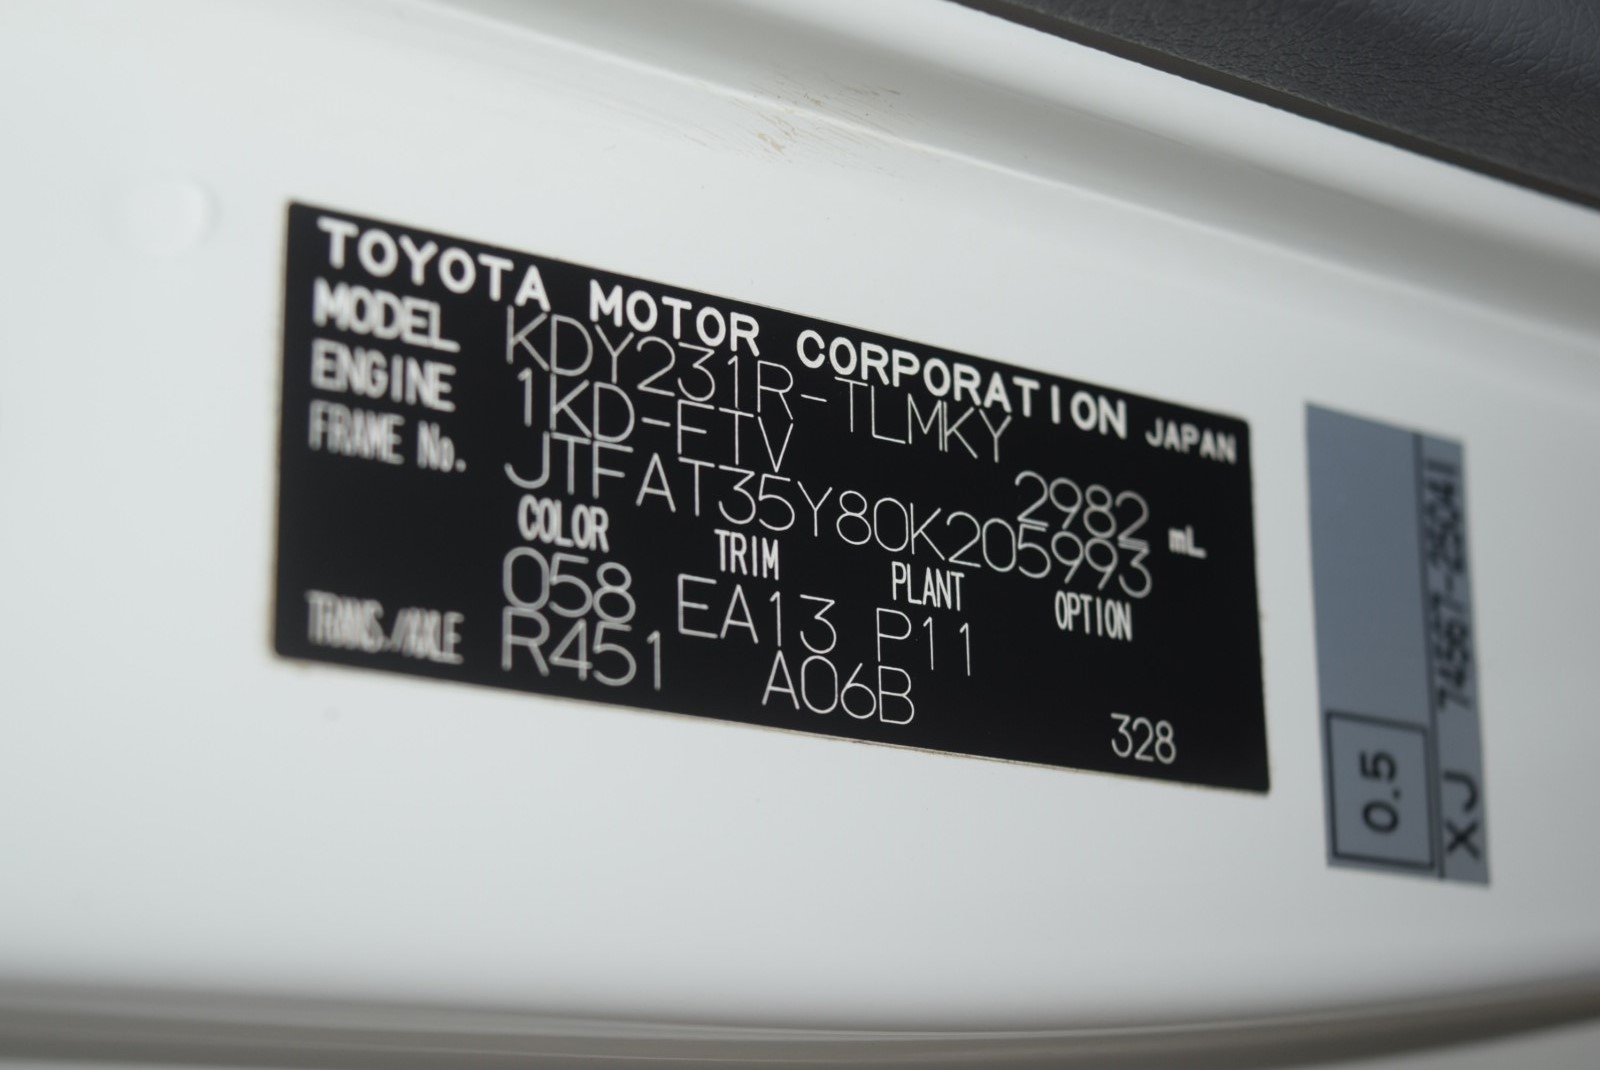 TOYOTA MOTOR CORPORATION JAPAN
MODEL KDY231R-TLMKY
ENGINE 1KD-FTV 2982 mL
FRAME No. JTFAT35Y80K205993
COLOR TRIM PLANT OPTION
058 EA13 P11
TRANS./AXLE R451 A06B
328
0.5
XJ